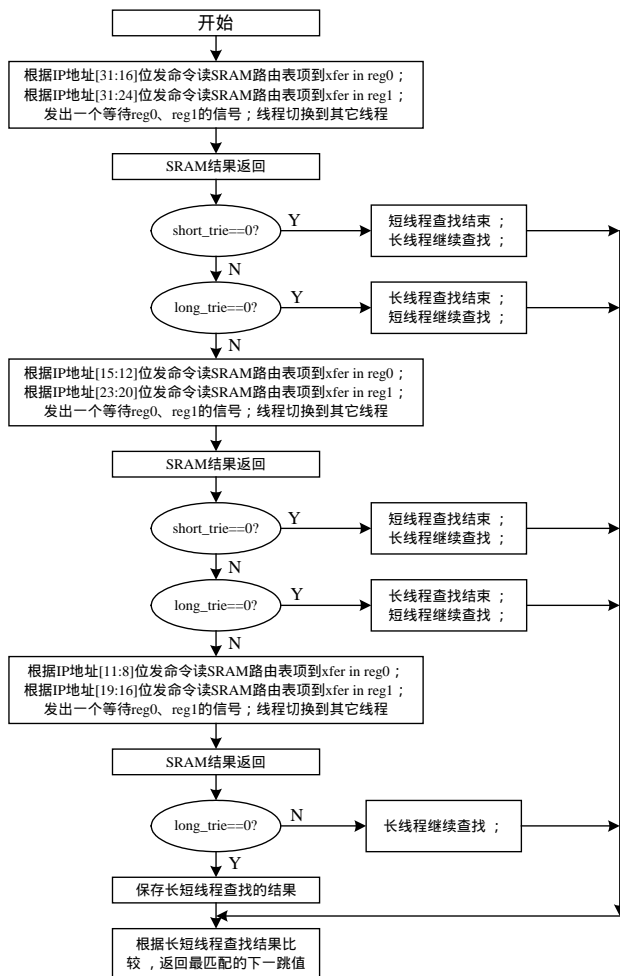 开始
根据IP地址[31:16]位发命令读SRAM路由表项到xfer in reg0；
根据IP地址[31:24]位发命令读SRAM路由表项到xfer in reg1；
发出一个等待reg0、reg1的信号；线程切换到其它线程
SRAM结果返回
short_trie==0?
Y
短线程查找结束；
长线程继续查找；
N
long_trie==0?
Y
长线程查找结束；
短线程继续查找；
N
根据IP地址[15:12]位发命令读SRAM路由表项到xfer in reg0；
根据IP地址[23:20]位发命令读SRAM路由表项到xfer in reg1；
发出一个等待reg0、reg1的信号；线程切换到其它线程
SRAM结果返回
short_trie==0?
Y
短线程查找结束；
长线程继续查找；
N
long_trie==0?
Y
长线程查找结束；
短线程继续查找；
N
根据IP地址[11:8]位发命令读SRAM路由表项到xfer in reg0；
根据IP地址[19:16]位发命令读SRAM路由表项到xfer in reg1；
发出一个等待reg0、reg1的信号；线程切换到其它线程
SRAM结果返回
long_trie==0?
N
长线程继续查找；
Y
保存长短线程查找的结果
根据长短线程查找结果比
较，返回最匹配的下一跳值